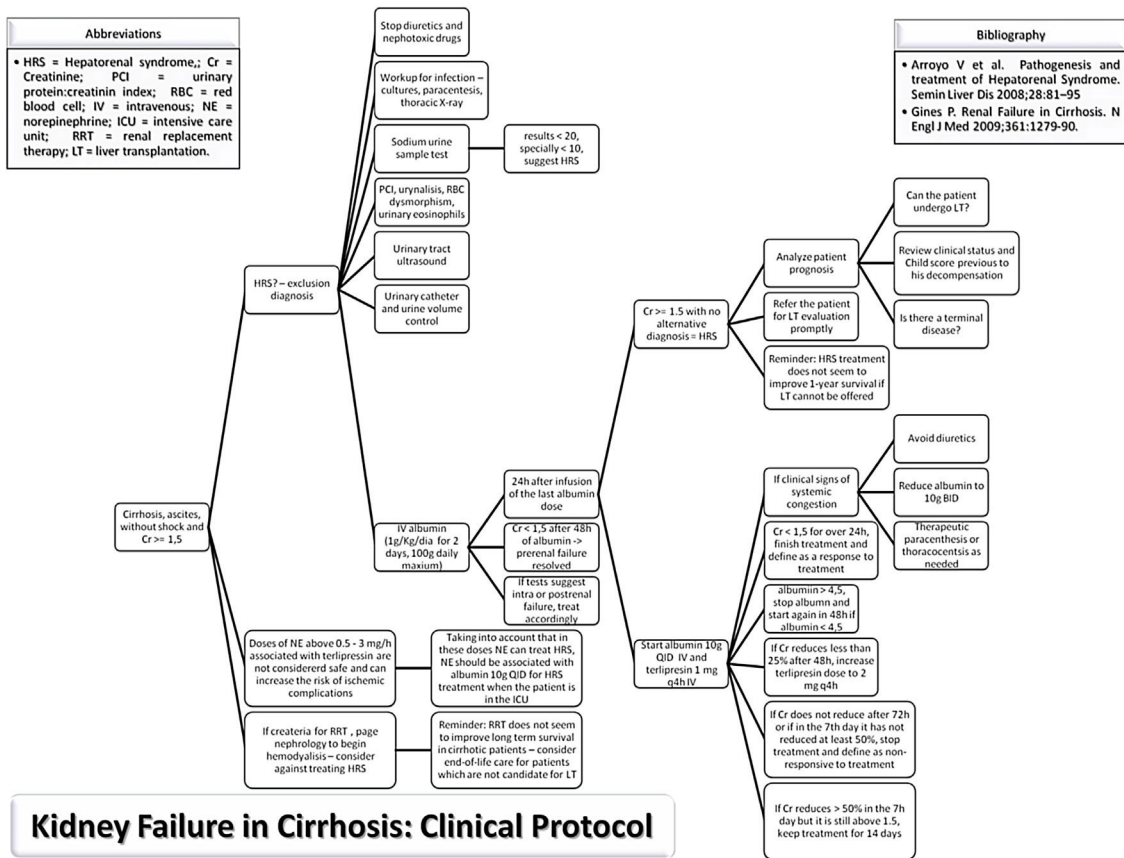 Abbreviations
• HRS = Hepatorenal syndrome,; Cr =
Creatinine; PCI = urinary
protein:creatinin index; RBC = red
blood cell; IV = intravenous; NE =
norepinephrine; ICU = intensive care
unit; RRT = renal replacement
therapy; LT = liver transplantation.
Bibliography
• Arroyo V et al. Pathogenesis and
treatment of Hepatorenal Syndrome.
Semin Liver Dis 2008;28:81–95
• Gines P. Renal Failure in Cirrhosis. N
Engl J Med 2009;361:1279-90.
Cirrhosis, ascites,
without shock and
Cr >= 1,5
HRS? – exclusion
diagnosis
Stop diuretics and
nephotoxic drugs
Workup for infection –
cultures, paracentesis,
thoracic X-ray
Sodium urine
sample test
results < 20,
specially < 10,
suggest HRS
PCI, urynalisis, RBC
dysmorphism,
urinary eosinophils
Urinary tract
ultrasound
Urinary catheter
and urine volume
control
IV albumin
(1g/Kg/dia for 2
days, 100g daily
maxium)
24h after infusion
of the last albumin
dose
Cr >= 1.5 with no
alternative
diagnosis = HRS
Analyze patient
prognosis
Can the patient
undergo LT?
Review clinical status and
Child score previous to
his decompensation
Is there a terminal
disease?
Refer the patient
for LT evaluation
promptly
Reminder: HRS treatment
does not seem to
improve 1-year survival if
LT cannot be offered
Start albumin 10g
QID IV and
terlipresin 1 mg
q4h IV
If clinical signs of
systemic
congestion
Avoid diuretics
Reduce albumin to
10g BID
Therapeutic
paracenthesis or
thoracocentsis as
needed
Cr < 1,5 for over 24h,
finish treatment and
define as a response to
treatment
albumiin > 4,5,
stop albumn and
start again in 48h if
albumin < 4,5
If Cr reduces less than
25% after 48h, increase
terlipresin dose to 2
mg q4h
If Cr does not reduce after 72h
or if in the 7th day it has not
reduced at least 50%, stop
treatment and define as non-
responsive to treatment
If Cr reduces > 50% in the 7h
day but it is still above 1.5,
keep treatment for 14 days
Cr < 1,5 after 48h
of albumin ->
prerenal failure
resolved
If tests suggest
intra or postrenal
failure, treat
accordingly
Doses of NE above 0.5 - 3 mg/h
associated with terlipressin are
not considererd safe and can
increase the risk of ischemic
complications
Taking into account that in
these doses NE can treat HRS,
NE should be associated with
albumin 10g QID for HRS
treatment when the patient is
in the ICU
If createria for RRT , page
nephrology to begin
hemodyalisis – consider
against treating HRS
Reminder: RRT does not seem
to improve long term survival
in cirrhotic patients – consider
end-of-life care for patients
which are not candidate for LT
Kidney Failure in Cirrhosis: Clinical Protocol